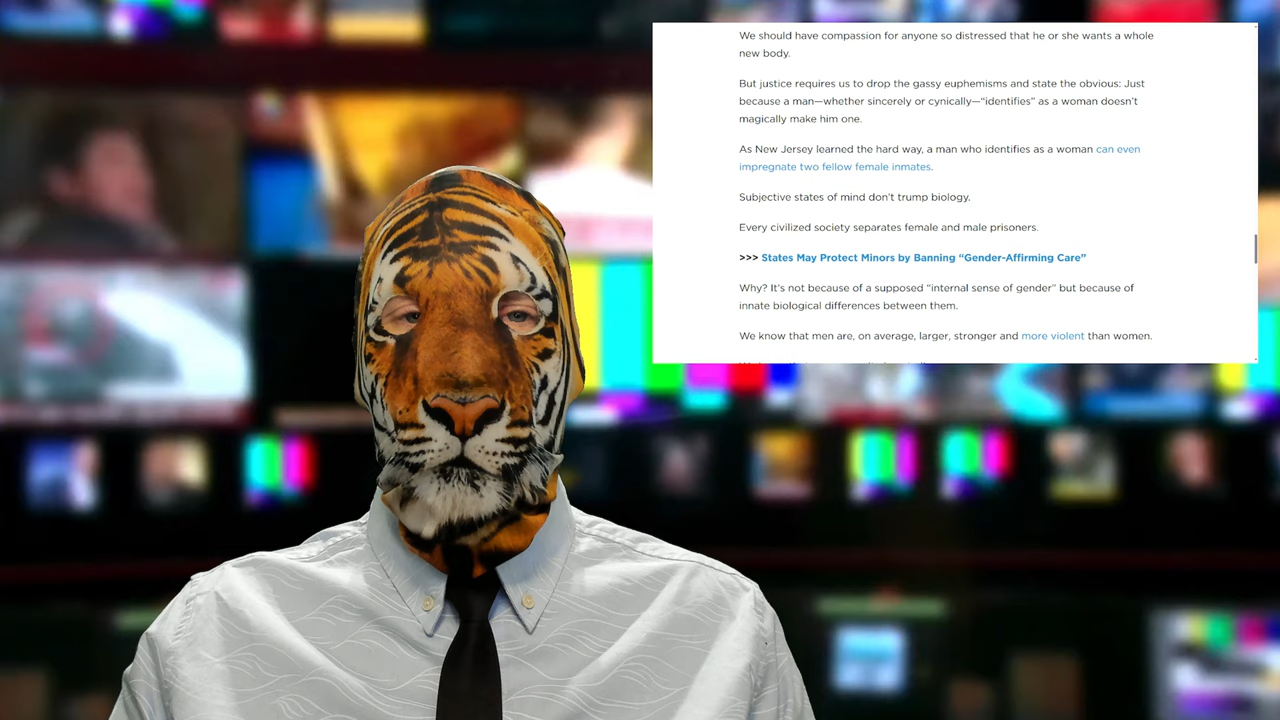 We should have compassion for anyone so distressed that he or she wants a whole
new body.
But justice requires us to drop the gassy euphemisms and state the obvious: Just
because a man—whether sincerely or cynically—“identifies” as a woman doesn’t
magically make him one.
As New Jersey learned the hard way, a man who identifies as a woman can even
impregnate two fellow female inmates.
Subjective states of mind don’t trump biology.
Every civilized society separates female and male prisoners.
>>> States May Protect Minors by Banning “Gender-Affirming Care”
Why? It’s not because of a supposed “internal sense of gender” but because of
innate biological differences between them.
We know that men are, on average, larger, stronger and more violent than women.